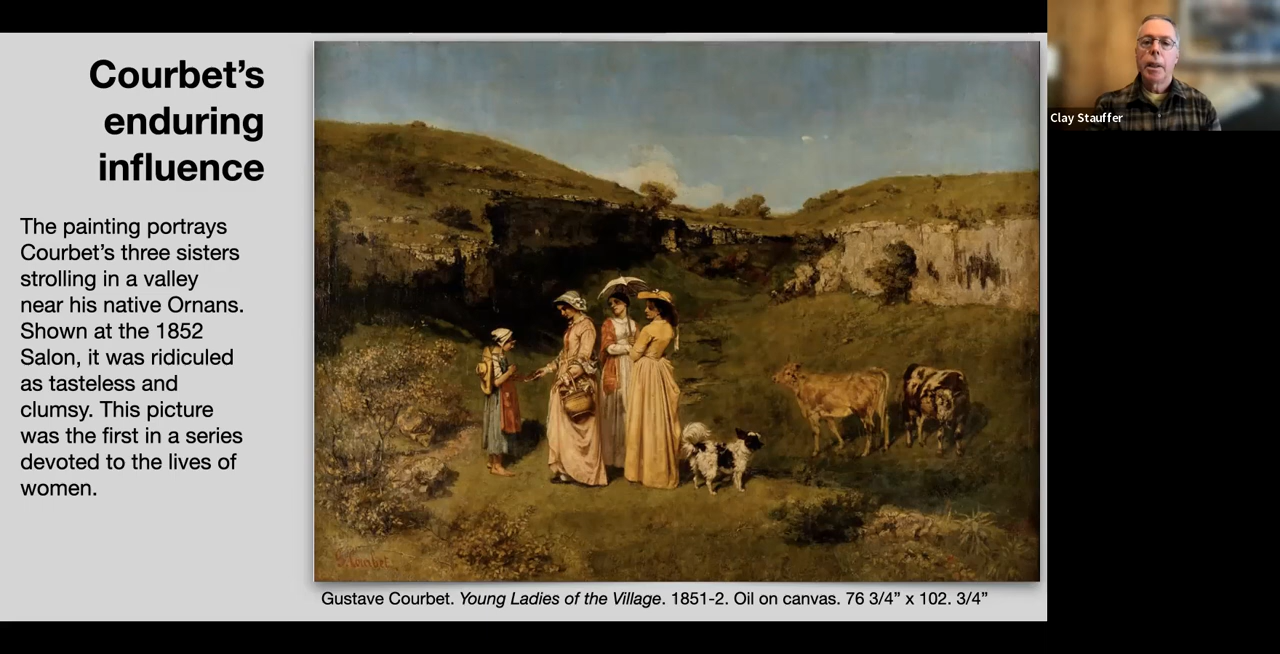 Courbet’s
enduring
influence
The painting portrays
Courbet’s three sisters
strolling in a valley
near his native Ornans.
Shown at the 1852
Salon, it was ridiculed
as tasteless and
clumsy. This picture
was the first in a series
devoted to the lives of
women.
G. Courbet.
Gustave Courbet. Young Ladies of the Village. 1851-2. Oil on canvas. 76 3/4” x 102. 3/4”
Clay Stauffer